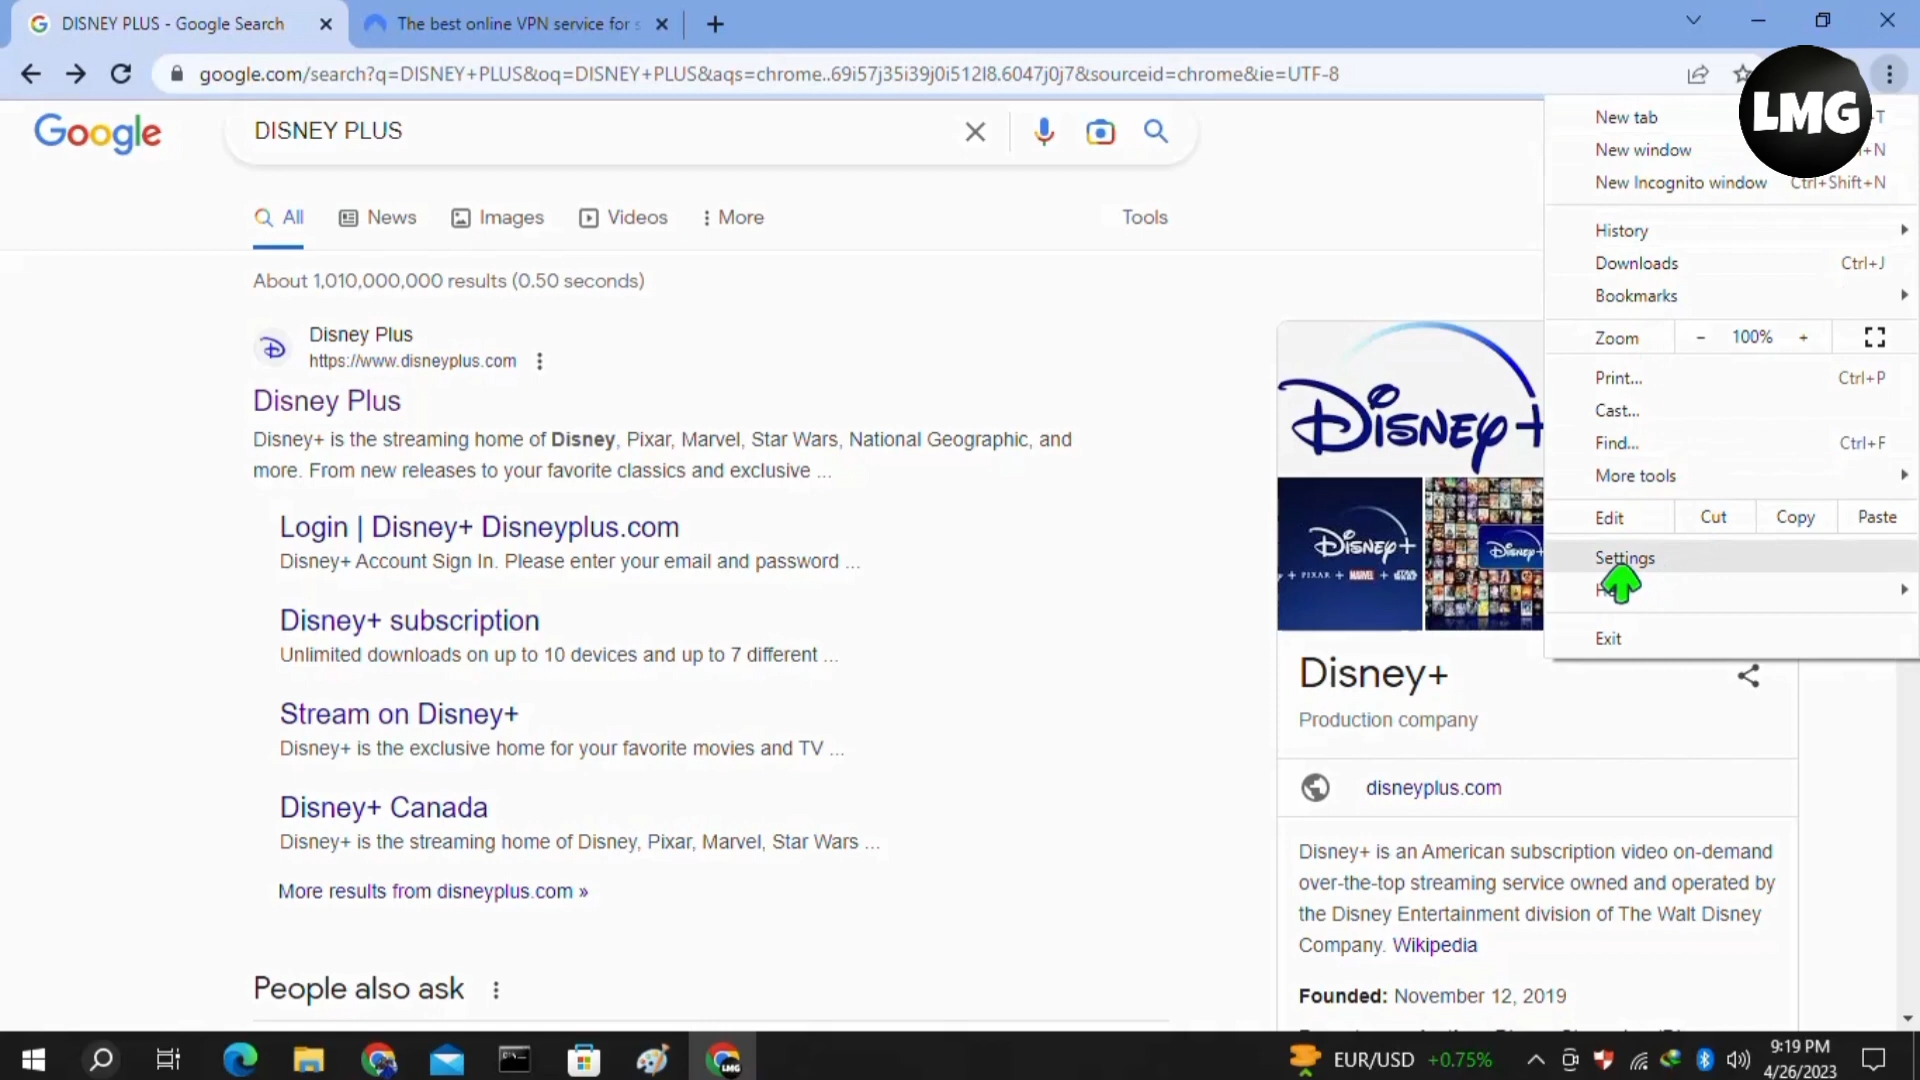 DISNEY PLUS - Google Search
The best online VPN service for s
google.com/search?q=DISNEY+PLUS&oq=DISNEY+PLUS&aqs=chrome..69i57j35i39j0i512l8.6047j0j7&sourceid=chrome&ie=UTF-8
LMG
Google
DISNEY PLUS
All
News
Images
Videos
More
Tools
About 1,010,000,000 results (0.50 seconds)
Disney Plus
https://www.disneyplus.com
Disney Plus
Disney+ is the streaming home of Disney, Pixar, Marvel, Star Wars, National Geographic, and
more. From new releases to your favorite classics and exclusive ...
Login | Disney+ Disneyplus.com
Disney+ Account Sign In. Please enter your email and password ...
Disney+ subscription
Unlimited downloads on up to 10 devices and up to 7 different ...
Stream on Disney+
Disney+ is the exclusive home for your favorite movies and TV ...
Disney+ Canada
Disney+ is the streaming home of Disney, Pixar, Marvel, Star Wars ...
More results from disneyplus.com »
People also ask
New tab T
New window +N
New Incognito window Ctrl+Shift+N
History
Downloads Ctrl+J
Bookmarks
Zoom - 100% +
Print... Ctrl+P
Cast...
Find... Ctrl+F
More tools
Edit Cut Copy Paste
Settings
Exit
Disney+
Disney+
+ PIXAR + MARVEL +
Disney+
Disney+
Production company
disneyplus.com
Disney+ is an American subscription video on-demand
over-the-top streaming service owned and operated by
the Disney Entertainment division of The Walt Disney
Company. Wikipedia
Founded: November 12, 2019
LMG
EUR/USD +0.75%
9:19 PM
4/26/2023